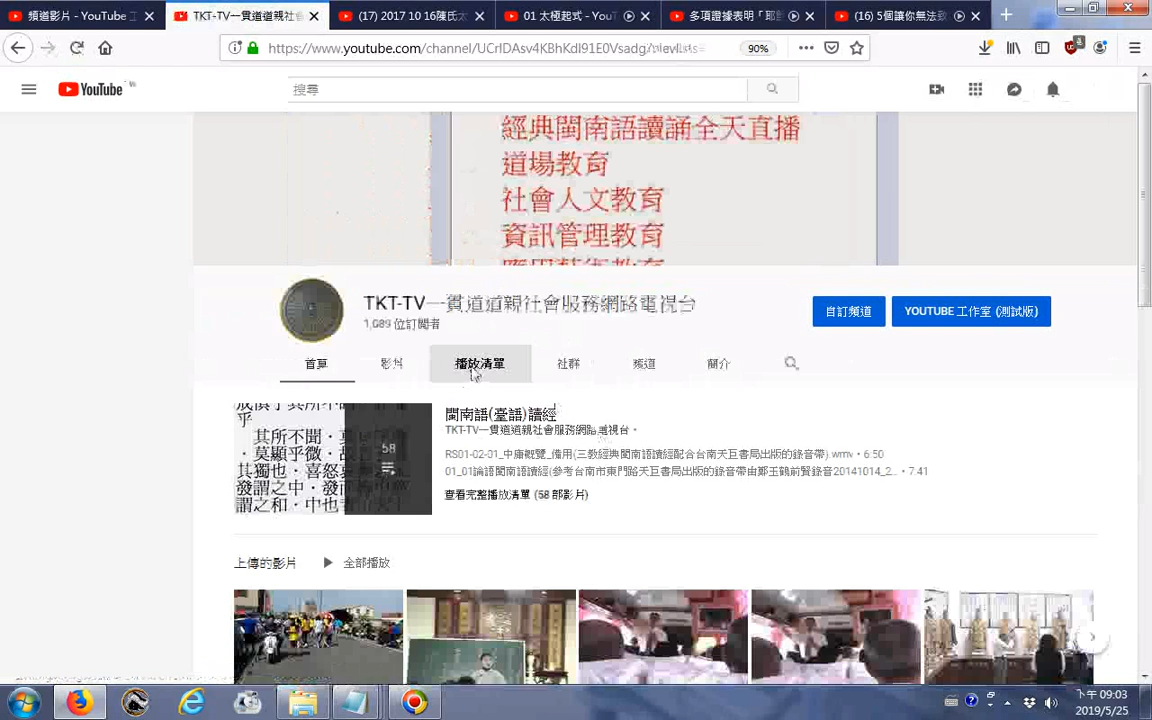 頻道影片 - YouTube 工
TKT-TV一貫道道親社會
(17) 2017 10 16陳氏太
01 太極起式 - YouT
多項證據表明「耶
(16) 5個讓你無法致
https://www.youtube.com/channel/UCrIDAsv4KBhKdI91E0Vsadg/
90%
YouTube TW
搜尋
經典閩南語讀誦全天直播
道場教育
社會人文教育
資訊管理教育
TKT-TV一貫道道親社會服務網路電視台
1,089 位訂閱者
自訂頻道
YOUTUBE 工作室 (測試版)
首頁
影片
播放清單
社群
頻道
簡介
其所不聞
莫顯乎微
其獨也
喜怒
發謂之中
發而
謂之和
中也
58
閩南語(臺語)讀經
TKT-TV一貫道道親社會服務網路電視台・
RS01-02-01_中庸概覽_備用(三教經典閩南語讀經配合台南天巨書局出版的錄音帶).wmv・6:50
01_01論語閩南語讀經(參考台南市東門路天巨書局出版的錄音帶由鄭玉鶴前賢錄音20141014_2...・7:41
查看完整播放清單 (58 部影片)
上傳的影片
全部播放
下午 09:03
2019/5/25